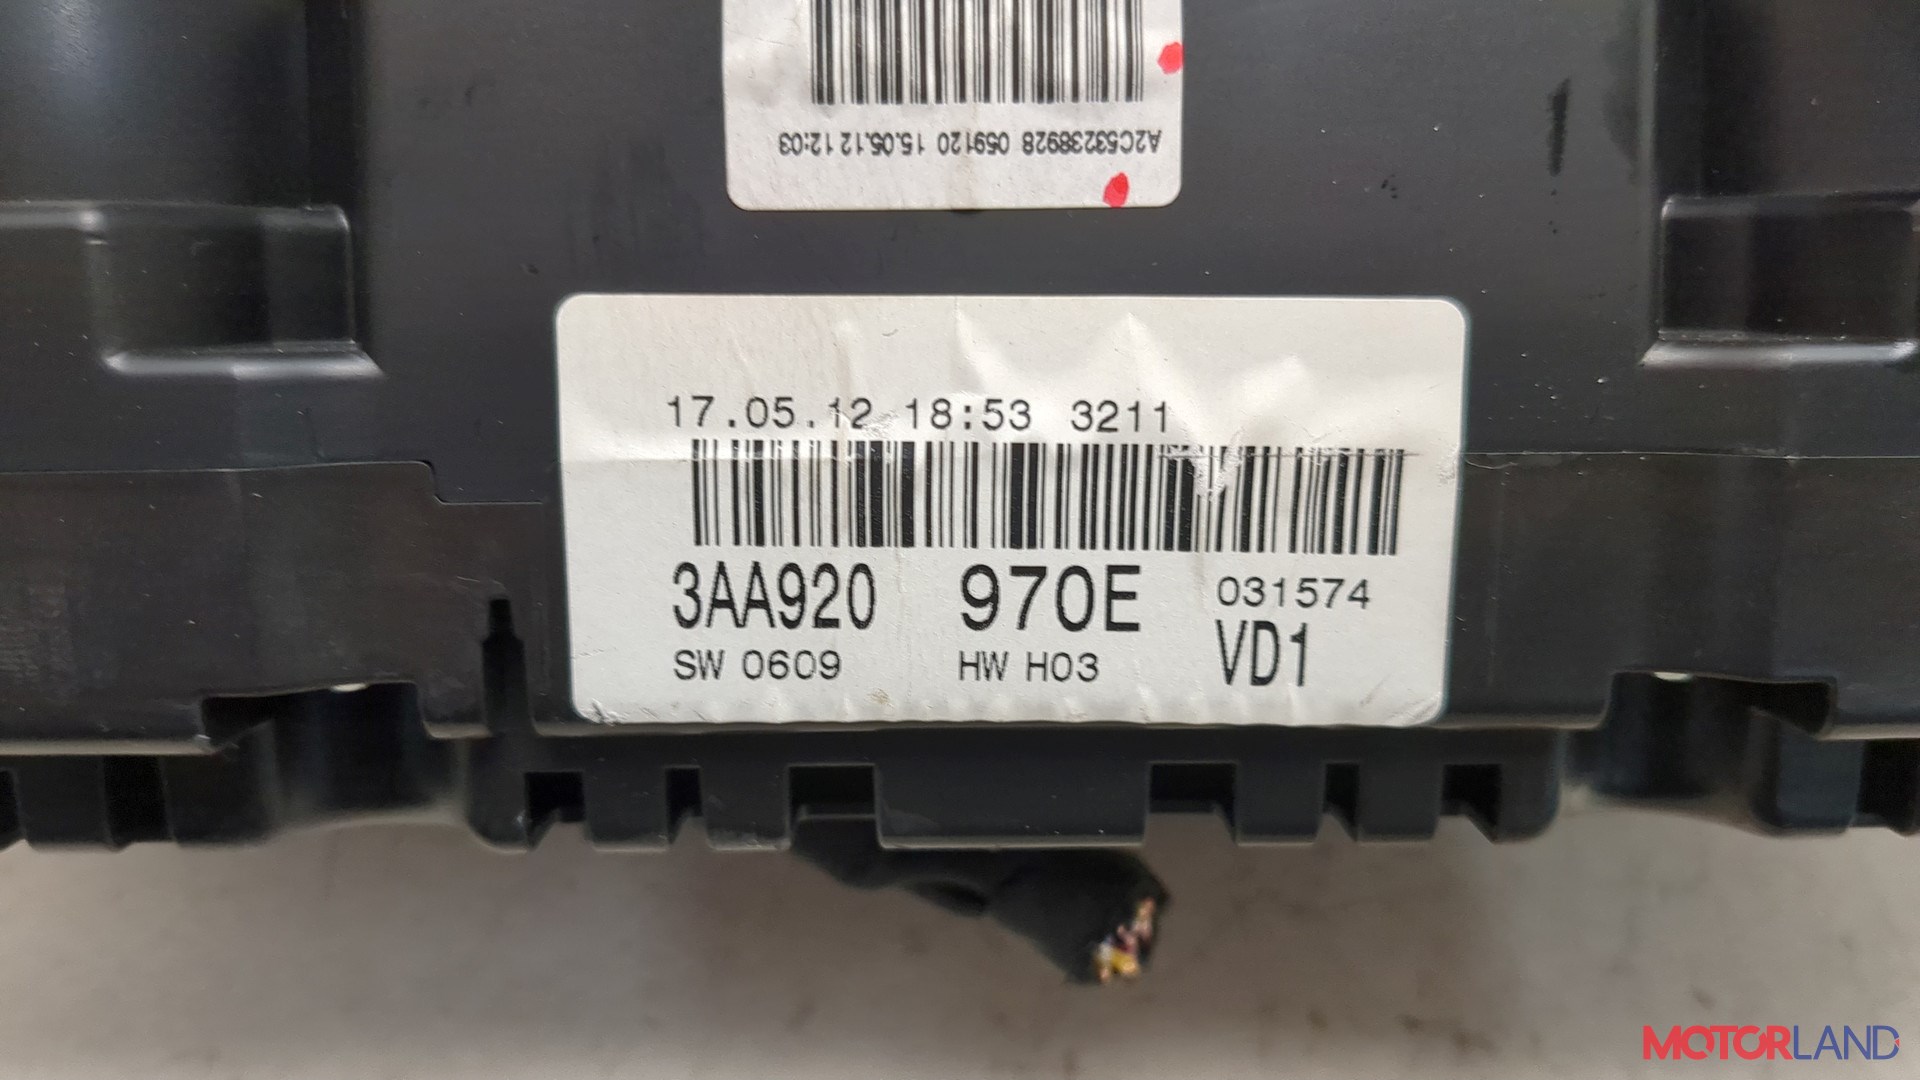 A2C53238928 059120 15.05.12 12:03
17.05.12 18:53 3211
3AA920 970E 031574
SW 0609 HW H03 VD1
MOTORLAND